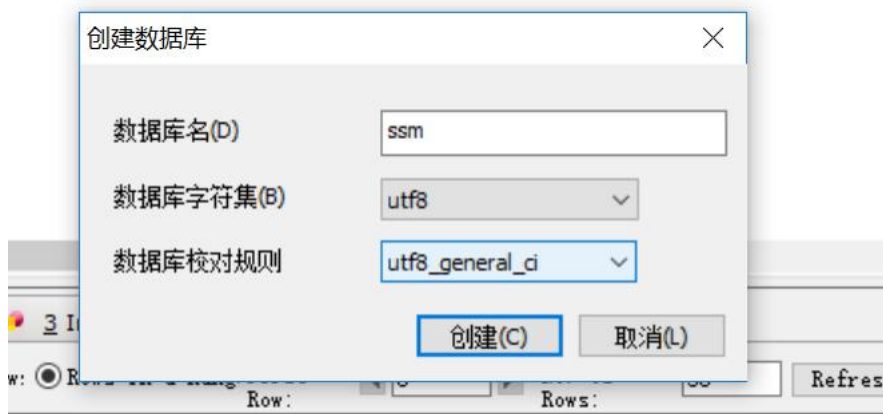 创建数据库
数据库名(D) ssm
数据库字符集(B) utf8
数据库校对规则 utf8_general_ci
创建(C) 取消(L)
3
Refres
Row: Rows: